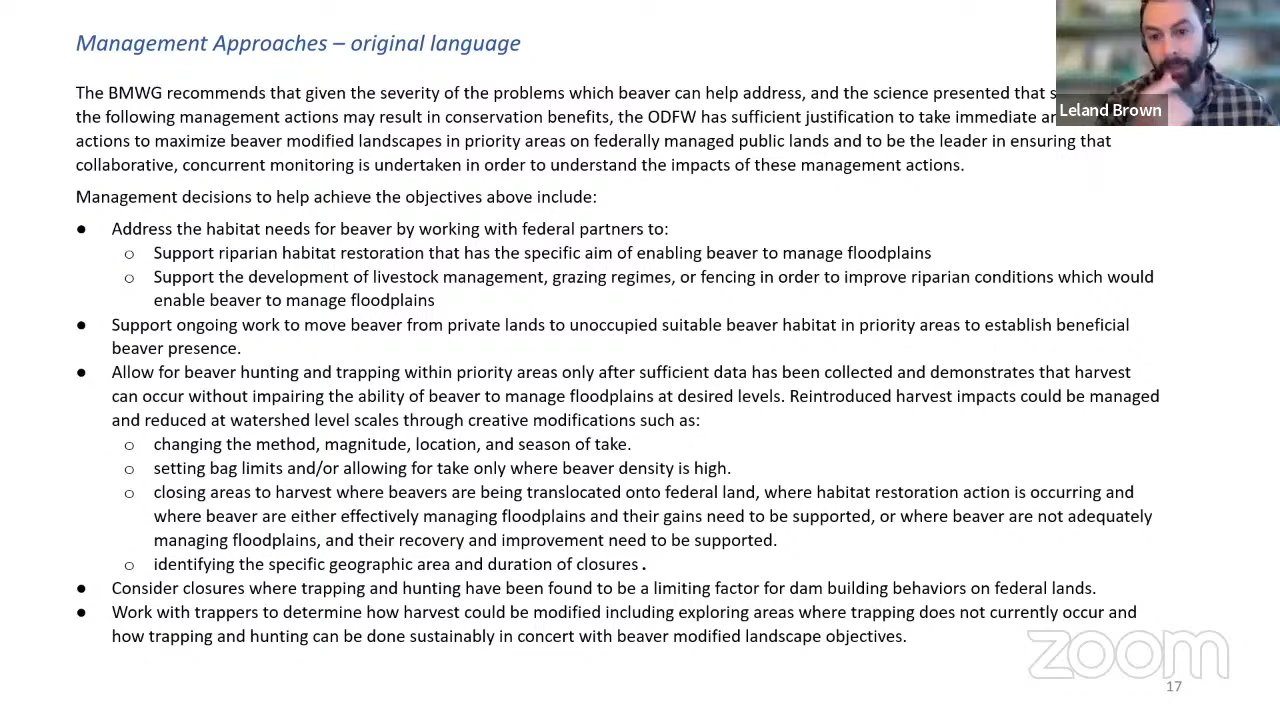 Management Approaches – original language
The BMWG recommends that given the severity of the problems which beaver can help address, and the science presented that
the following management actions may result in conservation benefits, the ODFW has sufficient justification to take immediate
actions to maximize beaver modified landscapes in priority areas on federally managed public lands and to be the leader in ensuring that
collaborative, concurrent monitoring is undertaken in order to understand the impacts of these management actions.
Management decisions to help achieve the objectives above include:
● Address the habitat needs for beaver by working with federal partners to:
o Support riparian habitat restoration that has the specific aim of enabling beaver to manage floodplains
o Support the development of livestock management, grazing regimes, or fencing in order to improve riparian conditions which would
enable beaver to manage floodplains
● Support ongoing work to move beaver from private lands to unoccupied suitable beaver habitat in priority areas to establish beneficial
beaver presence.
● Allow for beaver hunting and trapping within priority areas only after sufficient data has been collected and demonstrates that harvest
can occur without impairing the ability of beaver to manage floodplains at desired levels. Reintroduced harvest impacts could be managed
and reduced at watershed level scales through creative modifications such as:
o changing the method, magnitude, location, and season of take.
o setting bag limits and/or allowing for take only where beaver density is high.
o closing areas to harvest where beavers are being translocated onto federal land, where habitat restoration action is occurring and
where beaver are either effectively managing floodplains and their gains need to be supported, or where beaver are not adequately
managing floodplains, and their recovery and improvement need to be supported.
o identifying the specific geographic area and duration of closures.
● Consider closures where trapping and hunting have been found to be a limiting factor for dam building behaviors on federal lands.
● Work with trappers to determine how harvest could be modified including exploring areas where trapping does not currently occur and
how trapping and hunting can be done sustainably in concert with beaver modified landscape objectives.
Leland Brown
zoom
17